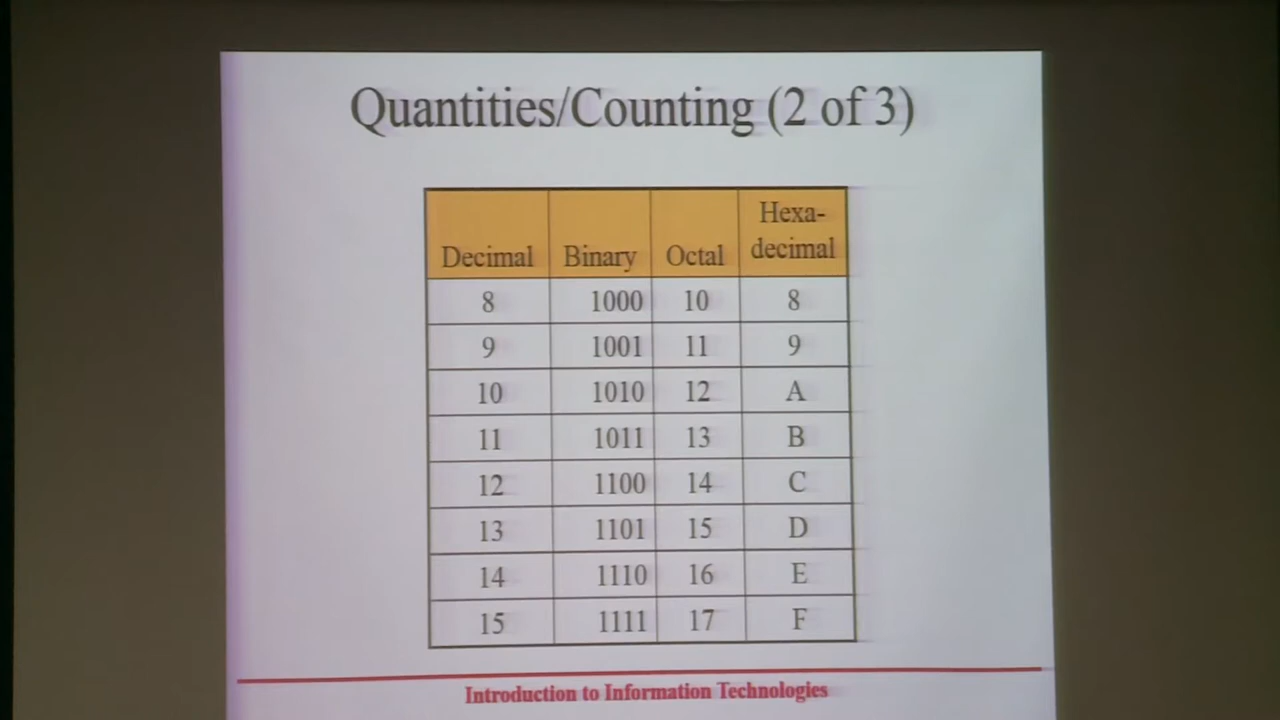 Quantities/Counting (2 of 3)
Decimal Binary Octal Hexa-
decimal
8 1000 10 8
9 1001 11 9
10 1010 12 A
11 1011 13 B
12 1100 14 C
13 1101 15 D
14 1110 16 E
15 1111 17 F
Introduction to Information Technologies